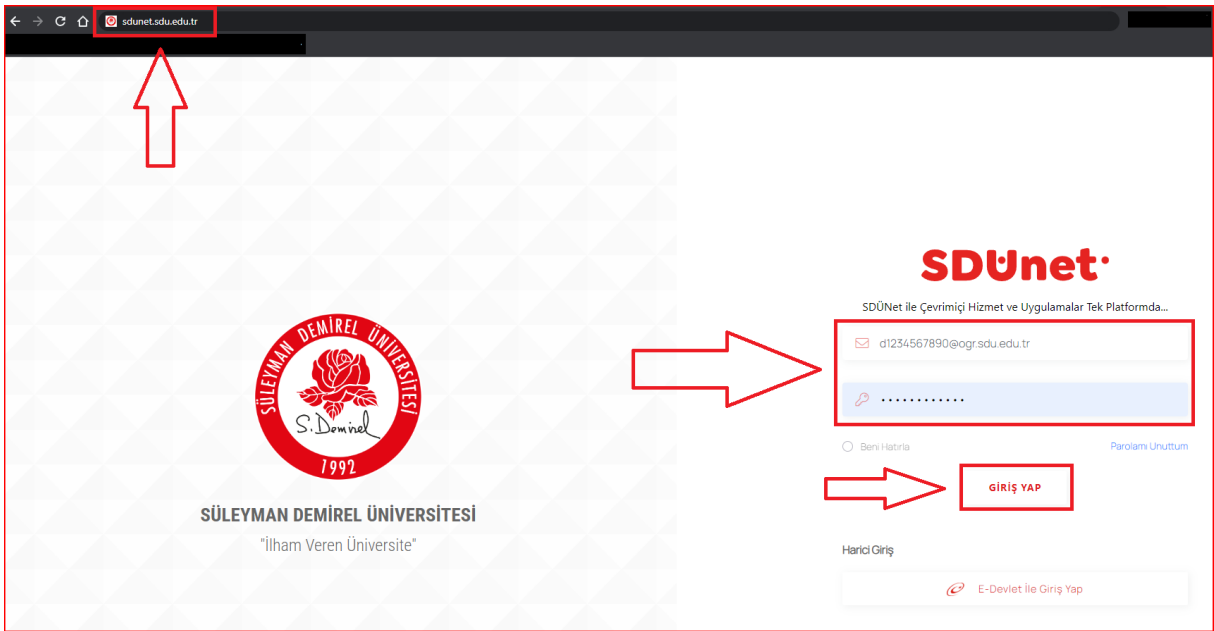 sdunet.sdu.edu.tr
SÜLEYMAN DEMİREL ÜNİVERSİTESİ
S. Demirel
1992
SÜLEYMAN DEMİREL ÜNİVERSİTESİ
"İlham Veren Üniversite"
SDÜnet
SDÜNet ile Çevrimiçi Hizmet ve Uygulamalar Tek Platformda...
d1234567890@ogr.sdu.edu.tr
............
Beni Hatırla
Parolamı Unuttum
GİRİŞ YAP
Harici Giriş
E-Devlet İle Giriş Yap